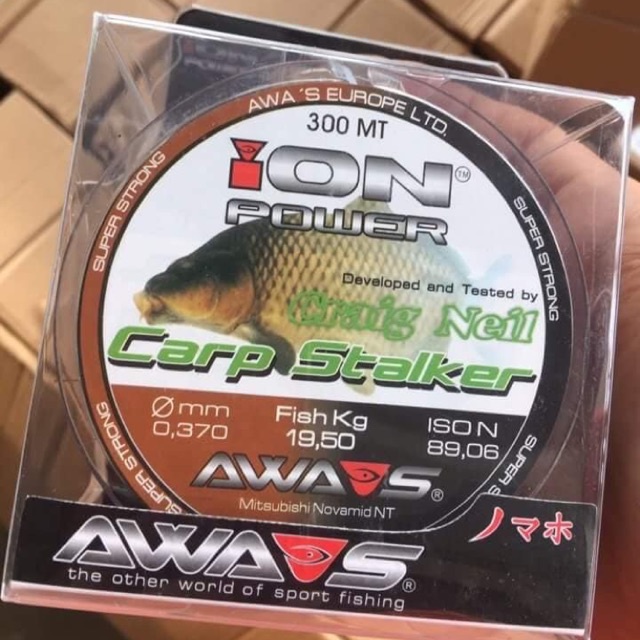 ION
POWER
AWA´S EUROPE LTD.
300 MT
SUPER STRONG
SUPER STRONG
iON™
POWER
Developed and Tested by
Craig Neil
Carp Stalker
Ø mm
0,370
Fish Kg
19,50
ISO N
89,06
SUPER STRONG
SUPER S
AWA S®
Mitsubishi Novamid NT
ノマホ
AWA S®
the other world of sport fishing